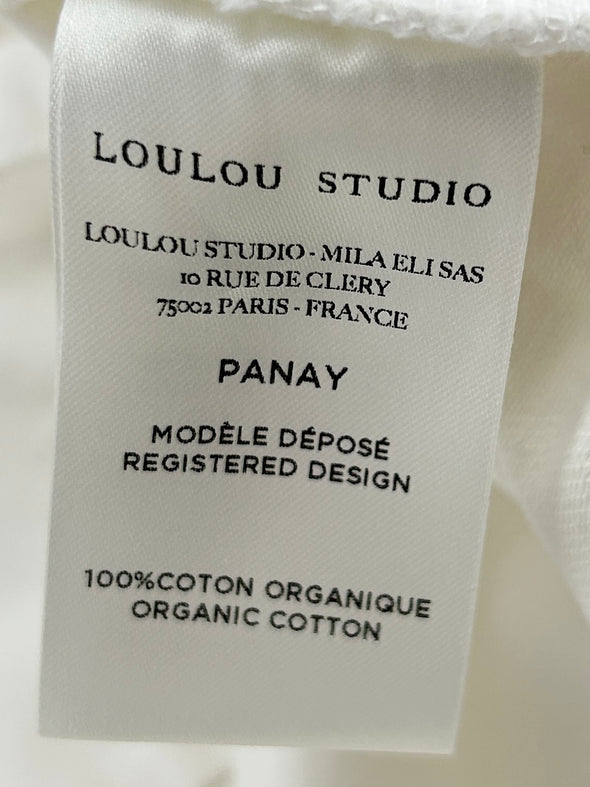 LOULOU STUDIO
LOULOU STUDIO - MILA ELI SAS
10 RUE DE CLERY
75002 PARIS - FRANCE
PANAY
MODÈLE DÉPOSÉ
REGISTERED DESIGN
100%COTON ORGANIQUE
ORGANIC COTTON